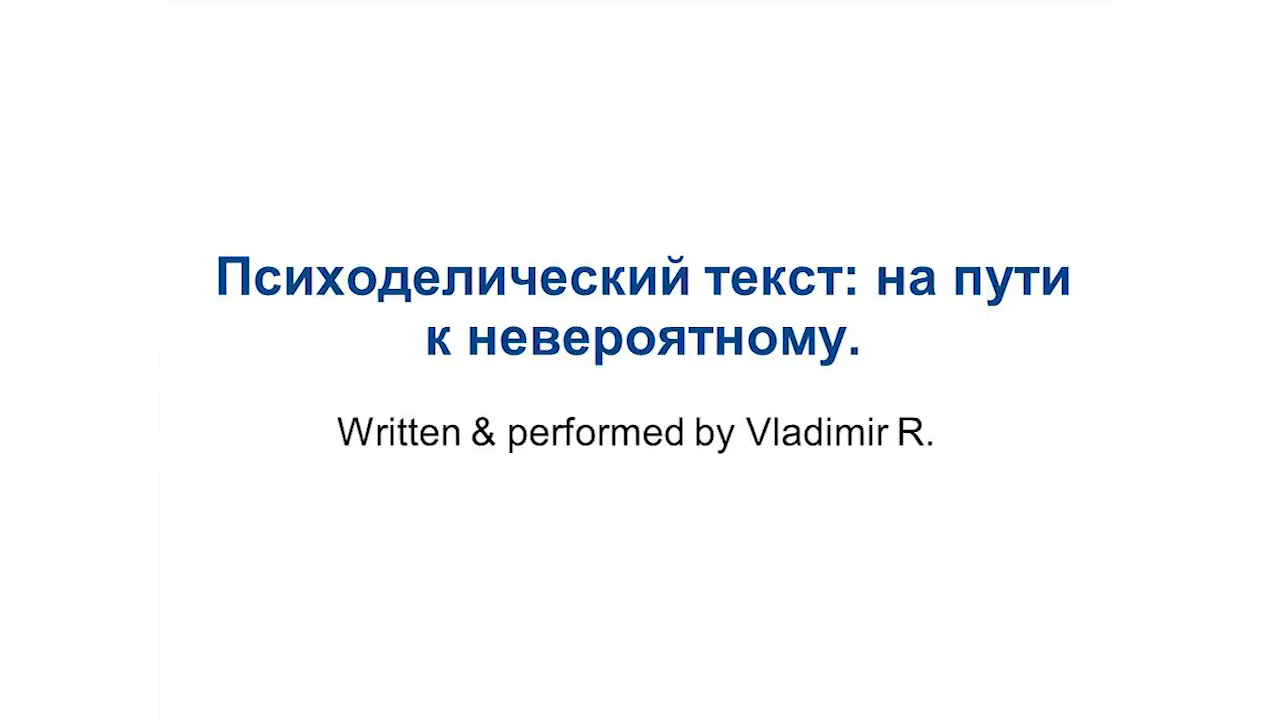 Психоделический текст: на пути
к невероятному.
Written & performed by Vladimir R.